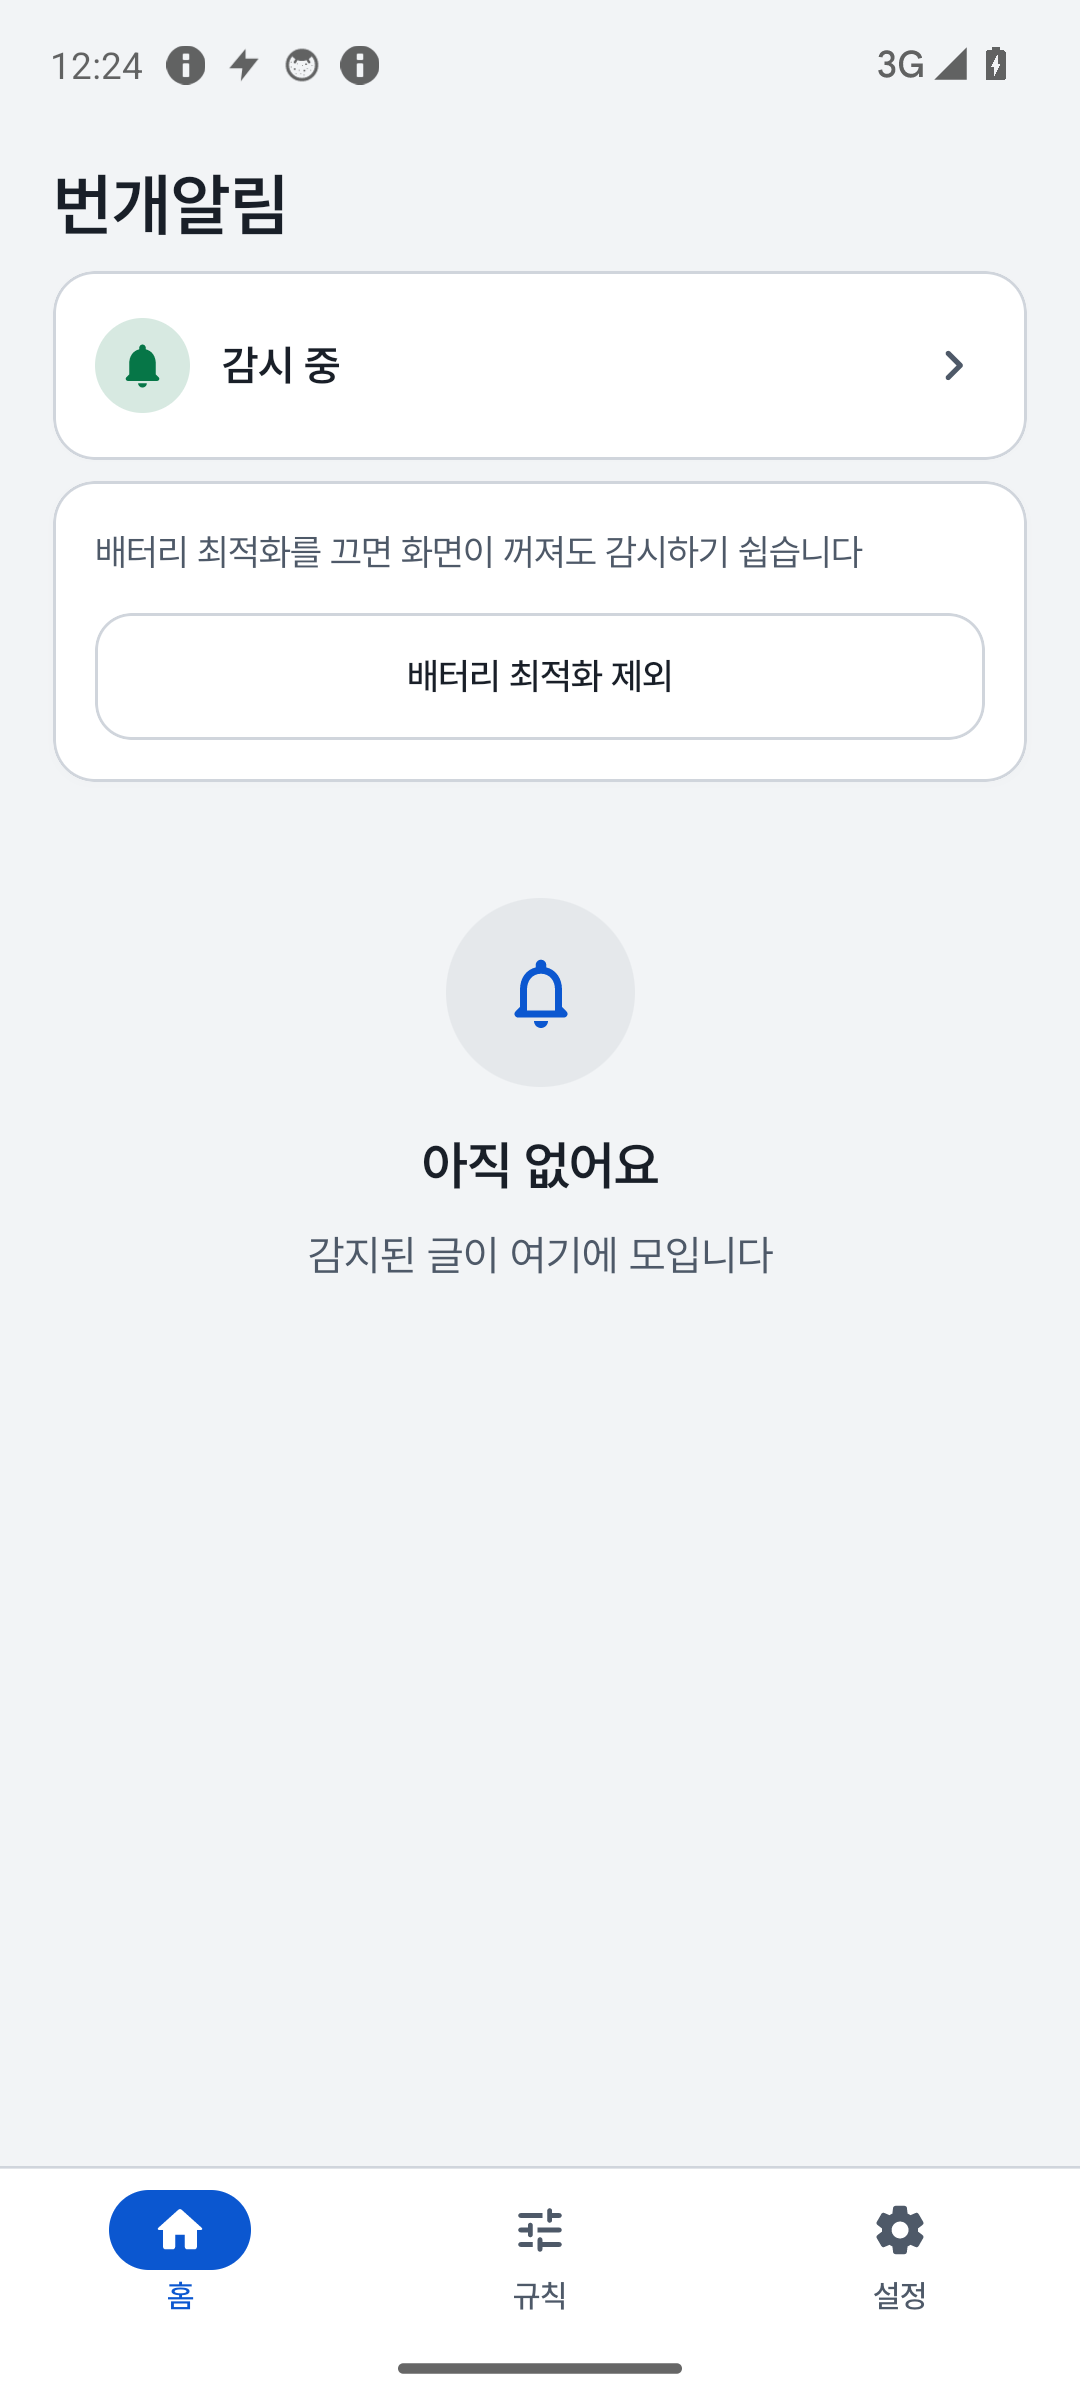 12:24
3G
번개알림
감시 중
배터리 최적화를 끄면 화면이 꺼져도 감시하기 쉽습니다
배터리 최적화 제외
아직 없어요
감지된 글이 여기에 모입니다
홈
규칙
설정